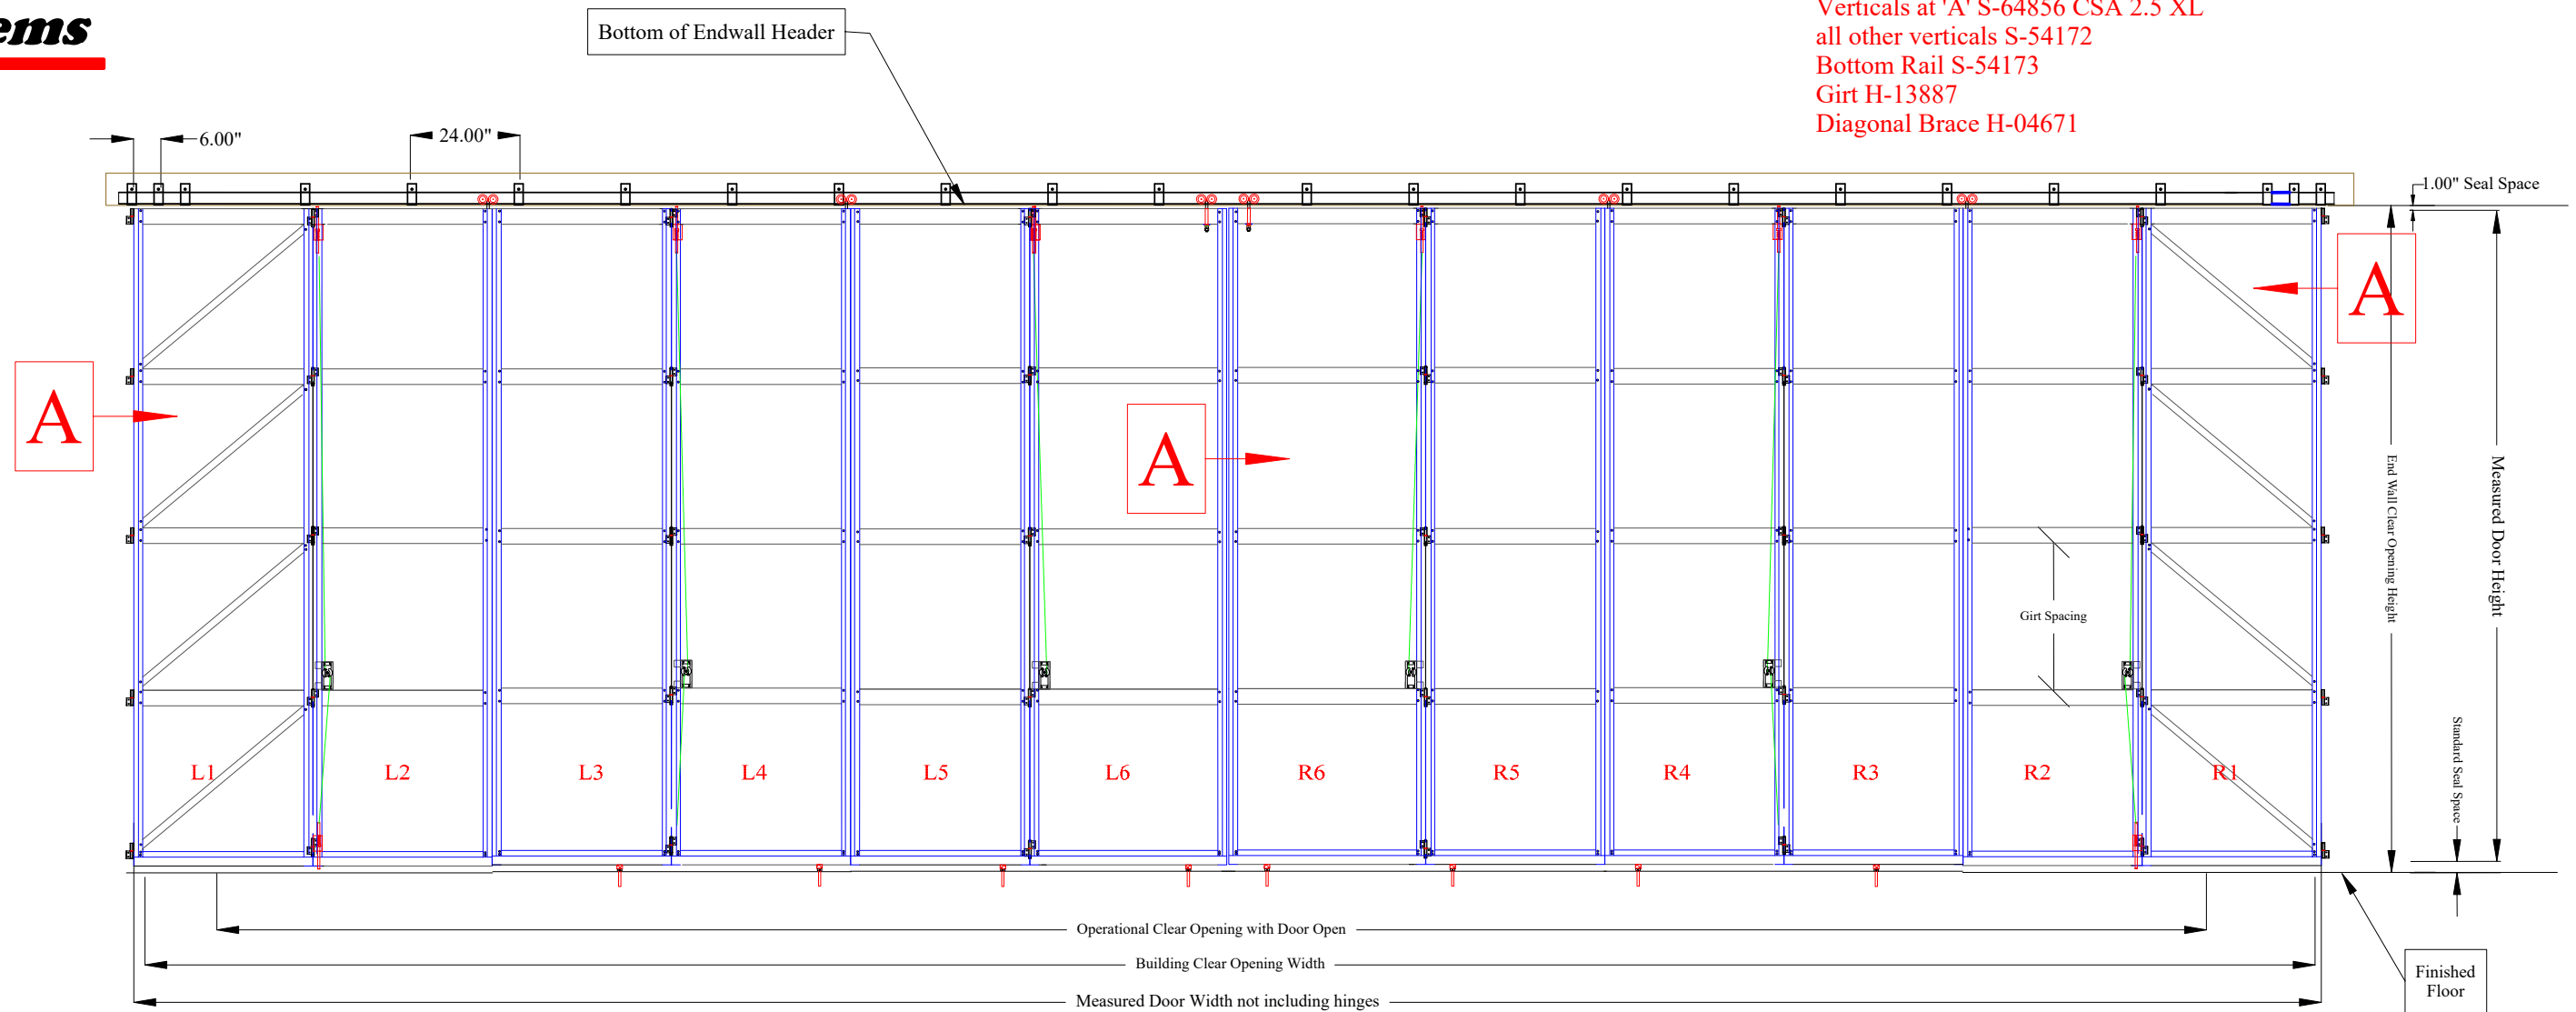 ems
Bottom of Endwall Header
Verticals at 'A' S-64856 CSA 2.5 XL
all other verticals S-54172
Bottom Rail S-54173
Girt H-13887
Diagonal Brace H-04671
6.00"
24.00"
1.00" Seal Space
A
A
A
End Wall Clear Opening Height
Measured Door Height
Girt Spacing
Standard Seal Space
L1
L2
L3
L4
L5
L6
R6
R5
R4
R3
R2
R1
Operational Clear Opening with Door Open
Building Clear Opening Width
Measured Door Width not including hinges
Finished
Floor